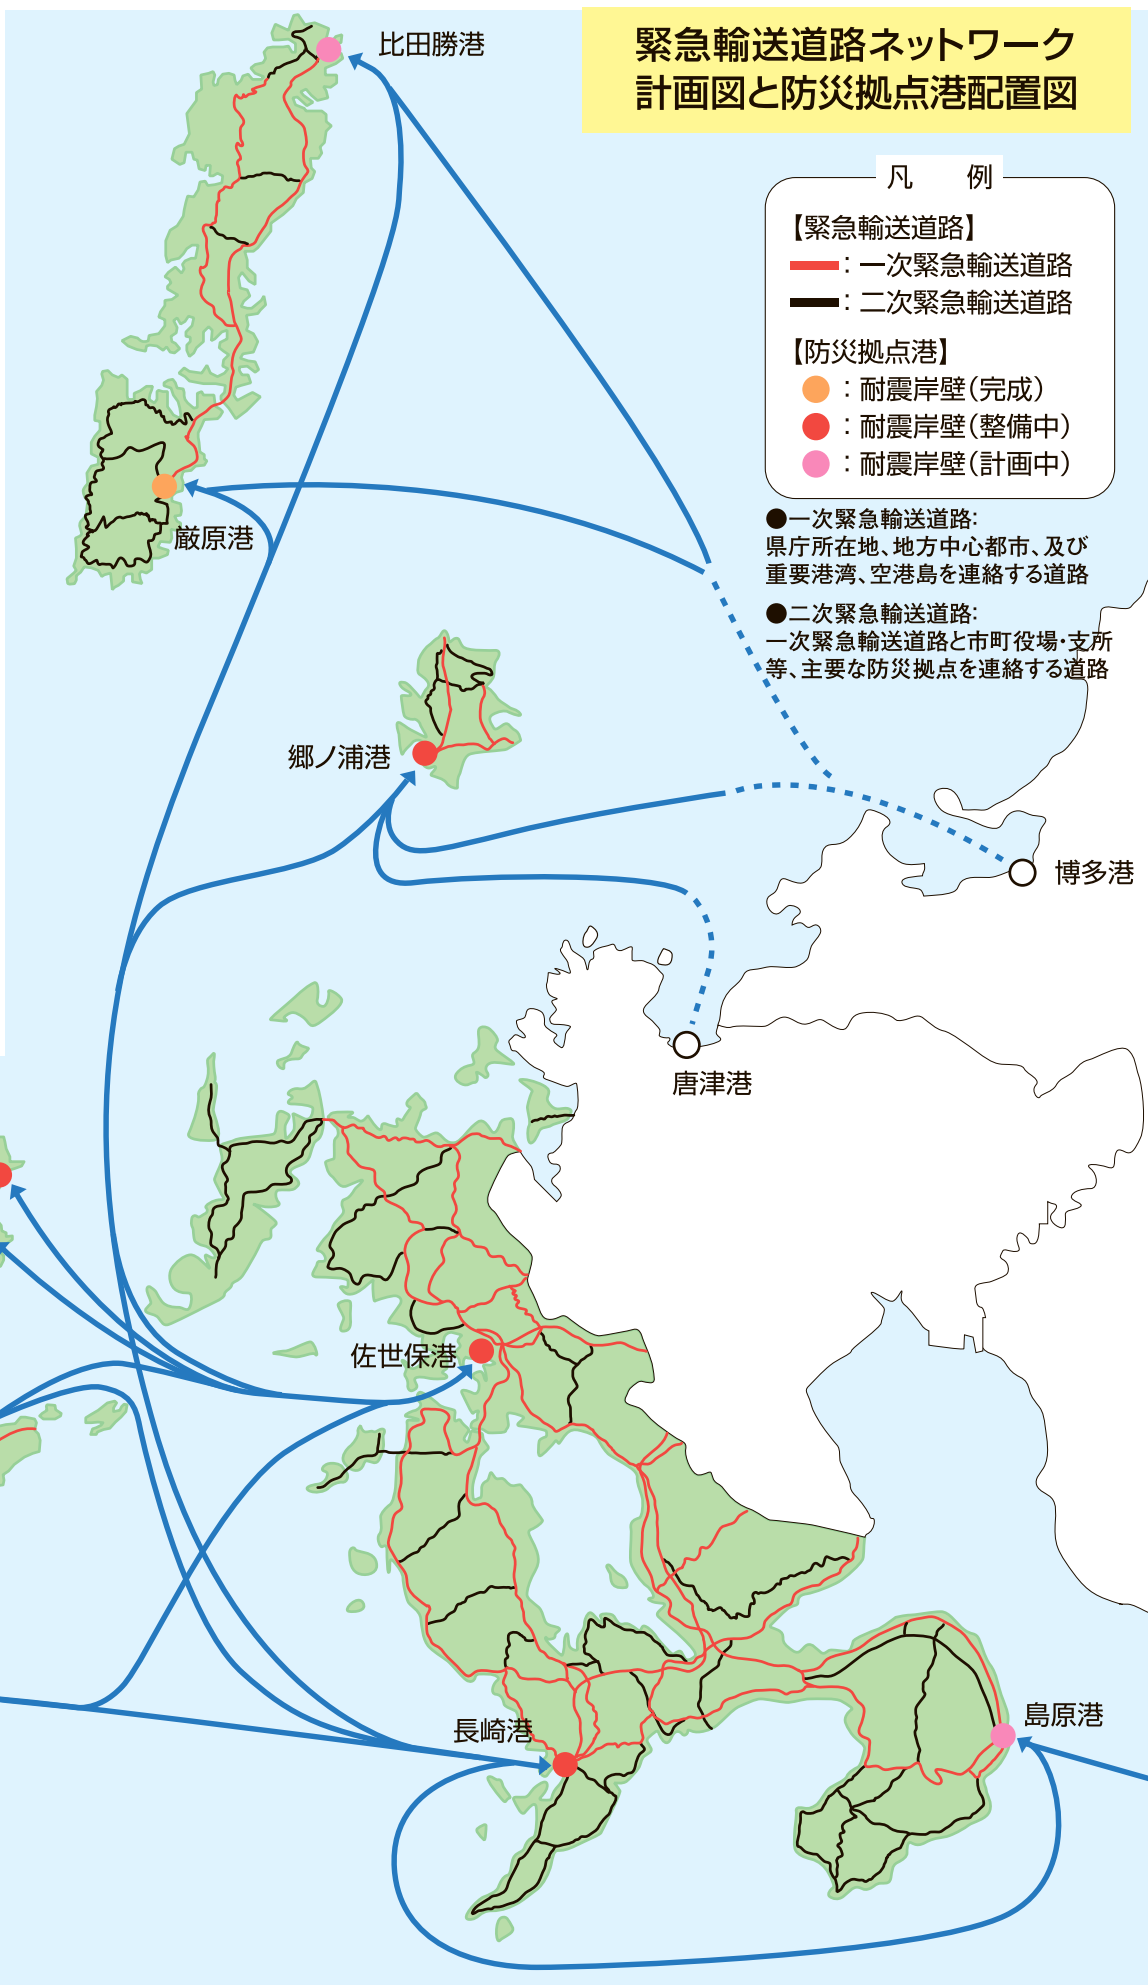 緊急輸送道路ネットワーク
計画図と防災拠点港配置図
凡　例
【緊急輸送道路】
：一次緊急輸送道路
：二次緊急輸送道路
【防災拠点港】
：耐震岸壁（完成）
：耐震岸壁（整備中）
：耐震岸壁（計画中）
●一次緊急輸送道路：
県庁所在地、地方中心都市、及び
重要港湾、空港島を連絡する道路
●二次緊急輸送道路：
一次緊急輸送道路と市町役場・支所
等、主要な防災拠点を連絡する道路
比田勝港
厳原港
郷ノ浦港
博多港
唐津港
佐世保港
長崎港
島原港